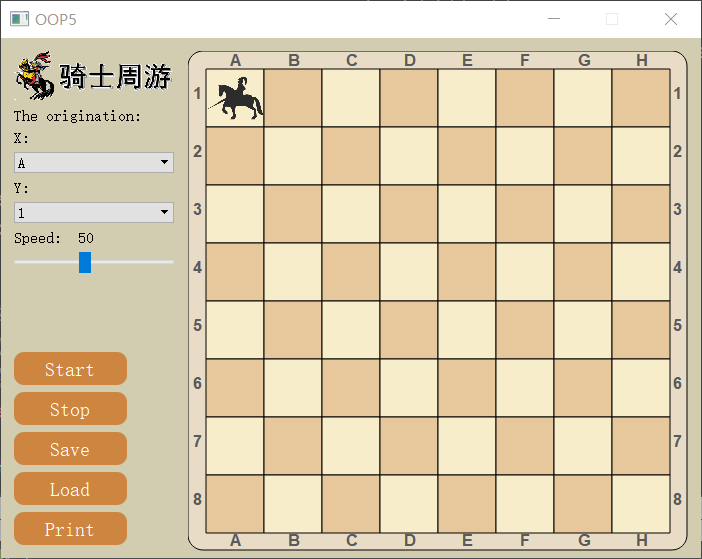 OOP5
骑士周游
The origination:
X:
A
Y:
1
Speed: 50
Start
Stop
Save
Load
Print
A B C D E F G H
1 1
2 2
3 3
4 4
5 5
6 6
7 7
8 8
A B C D E F G H